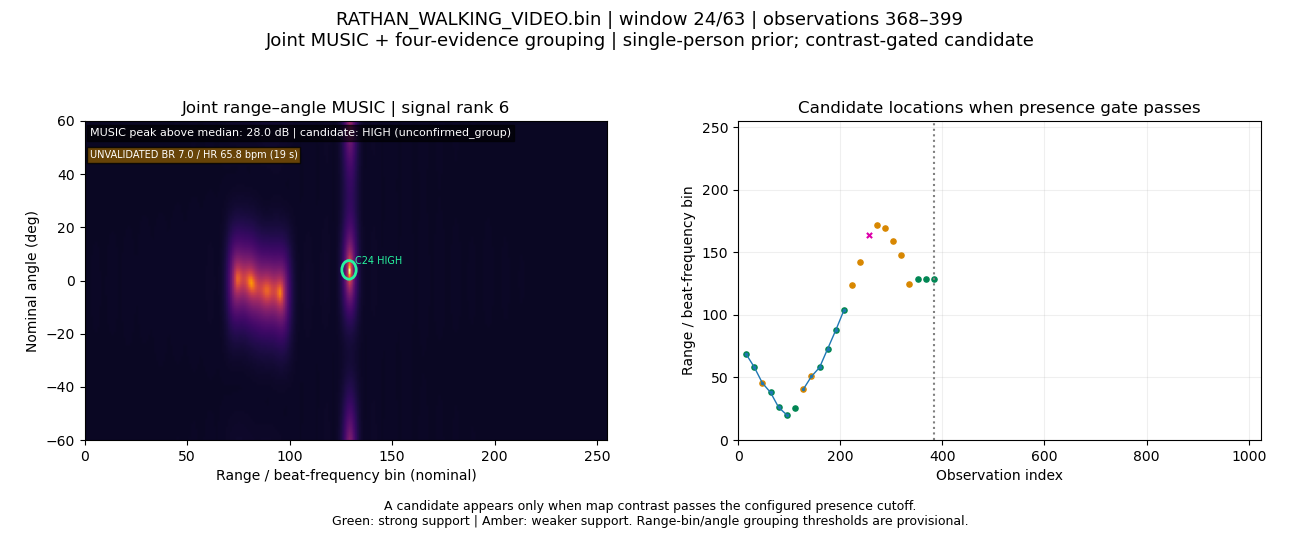 RATHAN_WALKING_VIDEO.bin | window 24/63 | observations 368–399
Joint MUSIC + four-evidence grouping | single-person prior; contrast-gated candidate
Joint range–angle MUSIC | signal rank 6
MUSIC peak above median: 28.0 dB | candidate: HIGH (unconfirmed_group)
UNVALIDATED BR 7.0 / HR 65.8 bpm (19 s)
C24 HIGH
60
40
20
0
−20
−40
−60
Nominal angle (deg)
0
50
100
150
200
250
Range / beat-frequency bin (nominal)
Candidate locations when presence gate passes
250
200
150
100
50
0
Range / beat-frequency bin
0
200
400
600
800
1000
Observation index
A candidate appears only when map contrast passes the configured presence cutoff.
Green: strong support | Amber: weaker support. Range-bin/angle grouping thresholds are provisional.